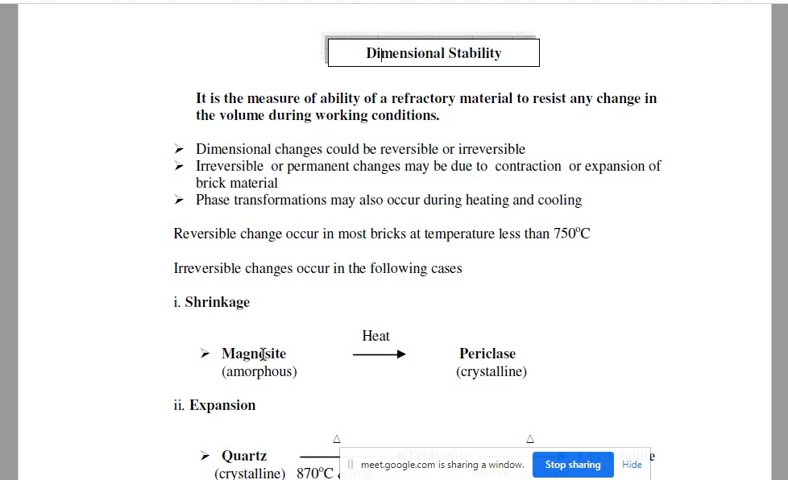 Dimensional Stability
It is the measure of ability of a refractory material to resist any change in
the volume during working conditions.
➢ Dimensional changes could be reversible or irreversible
➢ Irreversible or permanent changes may be due to contraction or expansion of
brick material
➢ Phase transformations may also occur during heating and cooling
Reversible change occur in most bricks at temperature less than 750°C
Irreversible changes occur in the following cases
i. Shrinkage
Heat
➢ Magnesite Periclase
(amorphous) (crystalline)
ii. Expansion
△ △
➢ Quartz
(crystalline) 870°C
meet.google.com is sharing a window. Stop sharing Hide